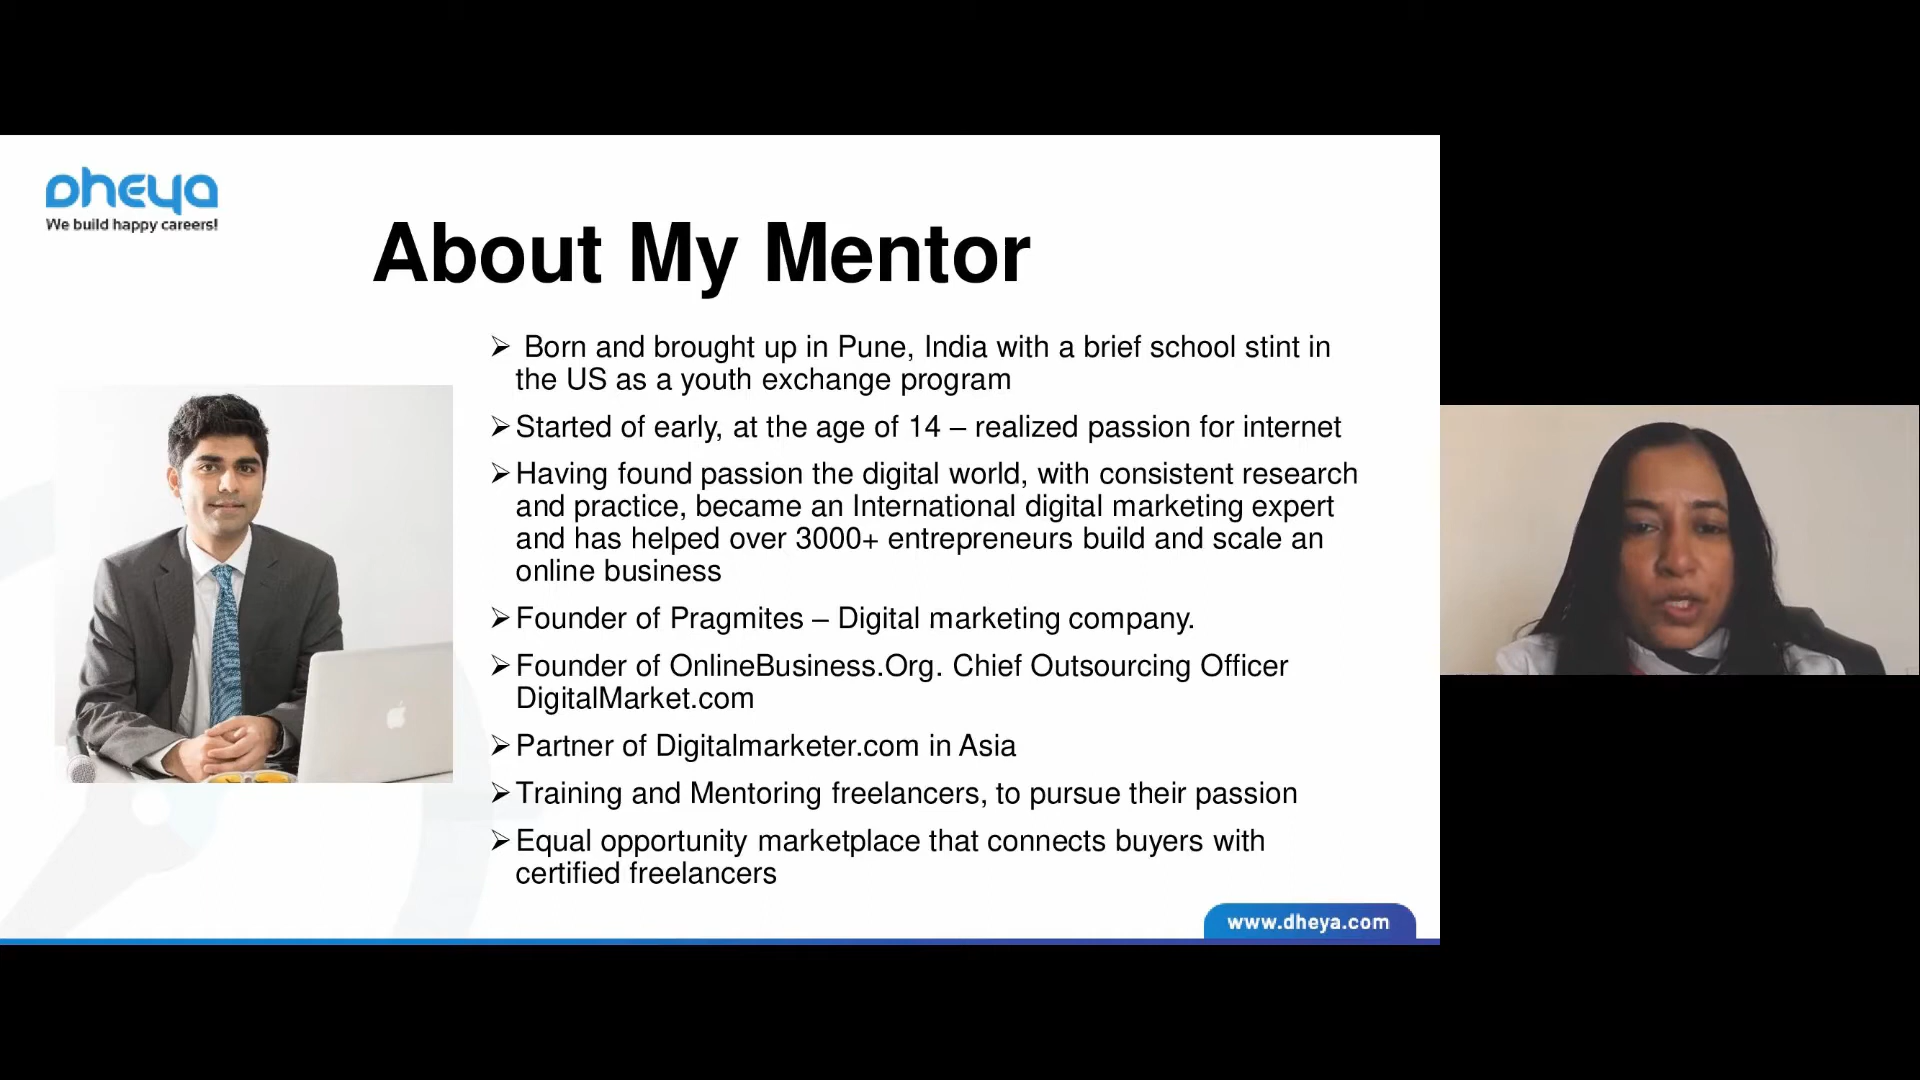 Dheya
We build happy careers!
About My Mentor
➢ Born and brought up in Pune, India with a brief school stint in
the US as a youth exchange program
➢Started of early, at the age of 14 – realized passion for internet
➢Having found passion the digital world, with consistent research
and practice, became an International digital marketing expert
and has helped over 3000+ entrepreneurs build and scale an
online business
➢Founder of Pragmites – Digital marketing company.
➢Founder of OnlineBusiness.Org. Chief Outsourcing Officer
DigitalMarket.com
➢Partner of Digitalmarketer.com in Asia
➢Training and Mentoring freelancers, to pursue their passion
➢Equal opportunity marketplace that connects buyers with
certified freelancers
www.dheya.com